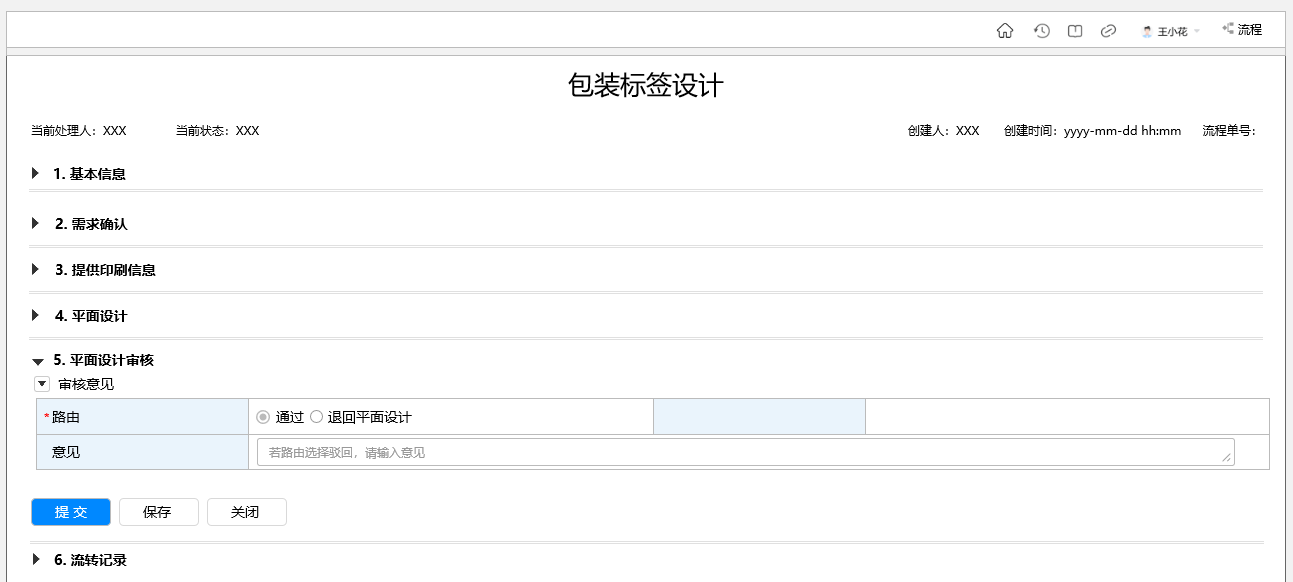 王小花 流程
包装标签设计
当前处理人：XXX 当前状态：XXX 创建人：XXX 创建时间：yyyy-mm-dd hh:mm 流程单号：
1. 基本信息
2. 需求确认
3. 提供印刷信息
4. 平面设计
5. 平面设计审核
审核意见
*路由 通过 退回平面设计
意见 若路由选择驳回，请输入意见
提交 保存 关闭
6. 流转记录